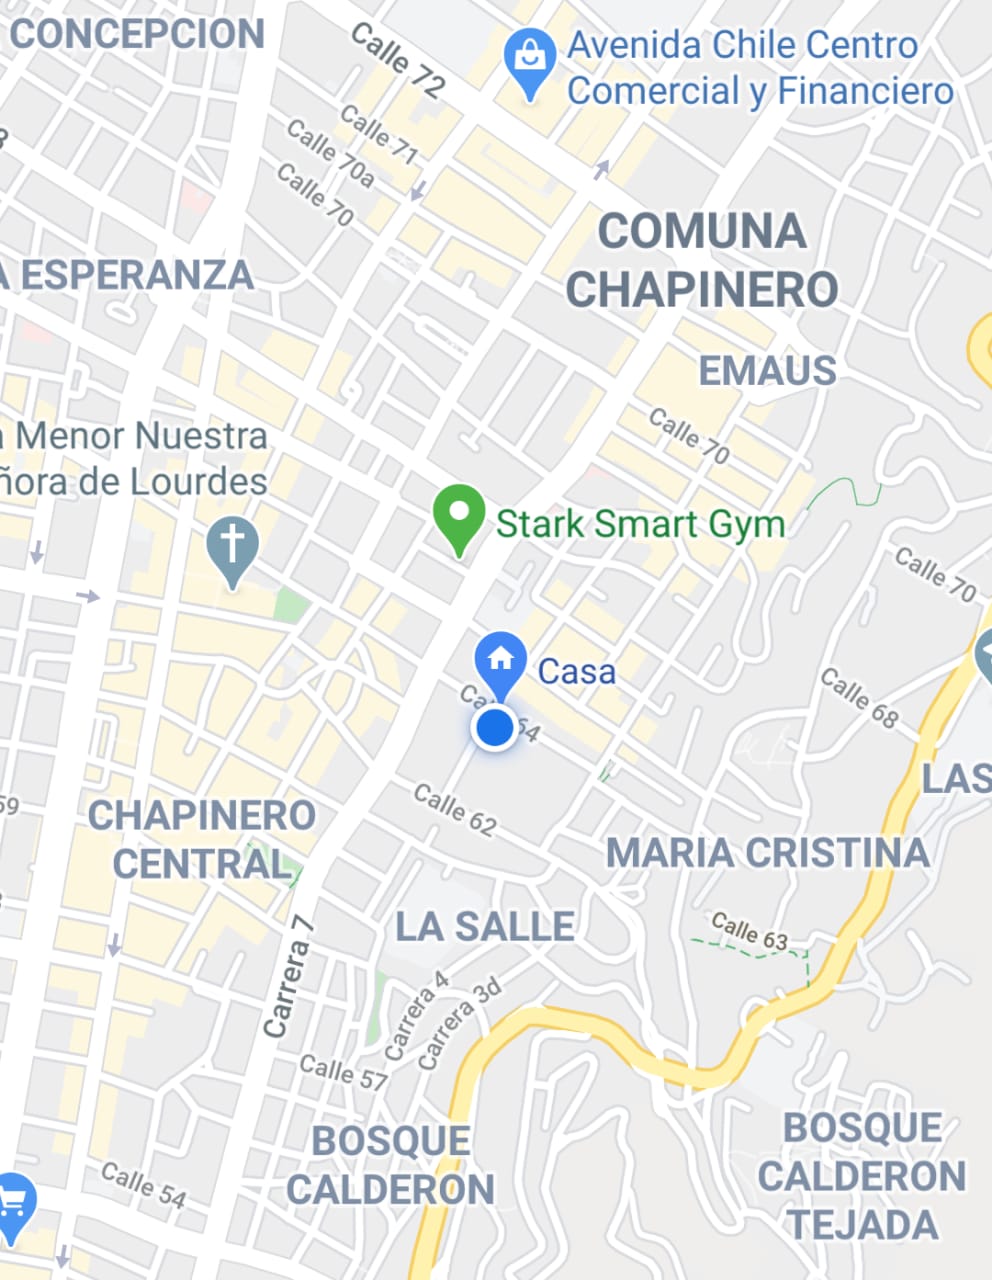 CONCEPCION
Calle 72
Avenida Chile Centro
Comercial y Financiero
Calle 71
Calle 70a
Calle 70
COMUNA
CHAPINERO
A ESPERANZA
EMAUS
Calle 70
Menor Nuestra
ñora de Lourdes
Stark Smart Gym
Calle 70
Casa
64
Calle 68
LAS
59
Calle 62
CHAPINERO
CENTRAL
MARIA CRISTINA
LA SALLE
Calle 63
Carrera 7
Carrera 4
Carrera 3d
Calle 57
BOSQUE
CALDERON
BOSQUE
CALDERON
TEJADA
Calle 54